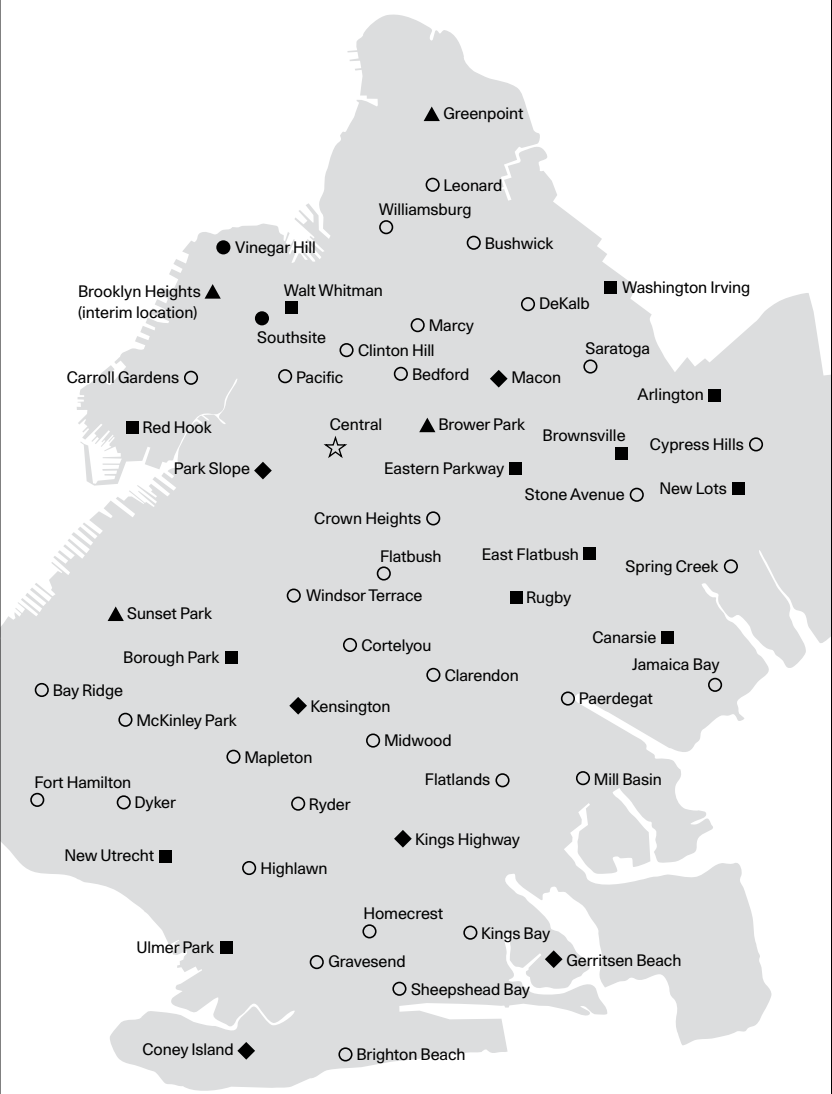 Greenpoint
Leonard
Williamsburg
Bushwick
Vinegar Hill
Brooklyn Heights
(interim location)
Walt Whitman
Washington Irving
DeKalb
Southsite
Marcy
Clinton Hill
Saratoga
Carroll Gardens
Pacific
Bedford
Macon
Arlington
Red Hook
Central
Brower Park
Brownsville
Cypress Hills
Park Slope
Eastern Parkway
Stone Avenue
New Lots
Crown Heights
Flatbush
East Flatbush
Spring Creek
Windsor Terrace
Rugby
Sunset Park
Canarsie
Borough Park
Cortelyou
Jamaica Bay
Clarendon
Bay Ridge
Paerdegat
Kensington
McKinley Park
Midwood
Mapleton
Fort Hamilton
Flatlands
Mill Basin
Dyker
Ryder
Kings Highway
New Utrecht
Highlawn
Homecrest
Kings Bay
Ulmer Park
Gravesend
Gerritsen Beach
Sheepshead Bay
Coney Island
Brighton Beach